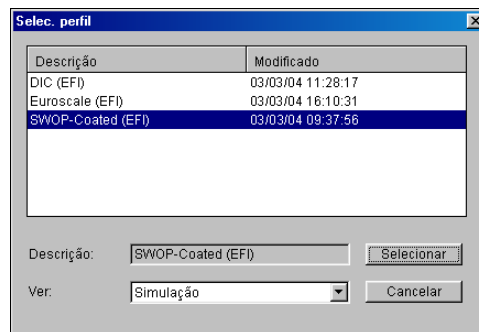 Selec. perfil
Descrição Modificado
DIC (EFI) 03/03/04 11:28:17
Euroscale (EFI) 03/03/04 16:10:31
SWOP-Coated (EFI) 03/03/04 09:37:56
Descrição: SWOP-Coated (EFI) Selecionar
Ver: Simulação Cancelar